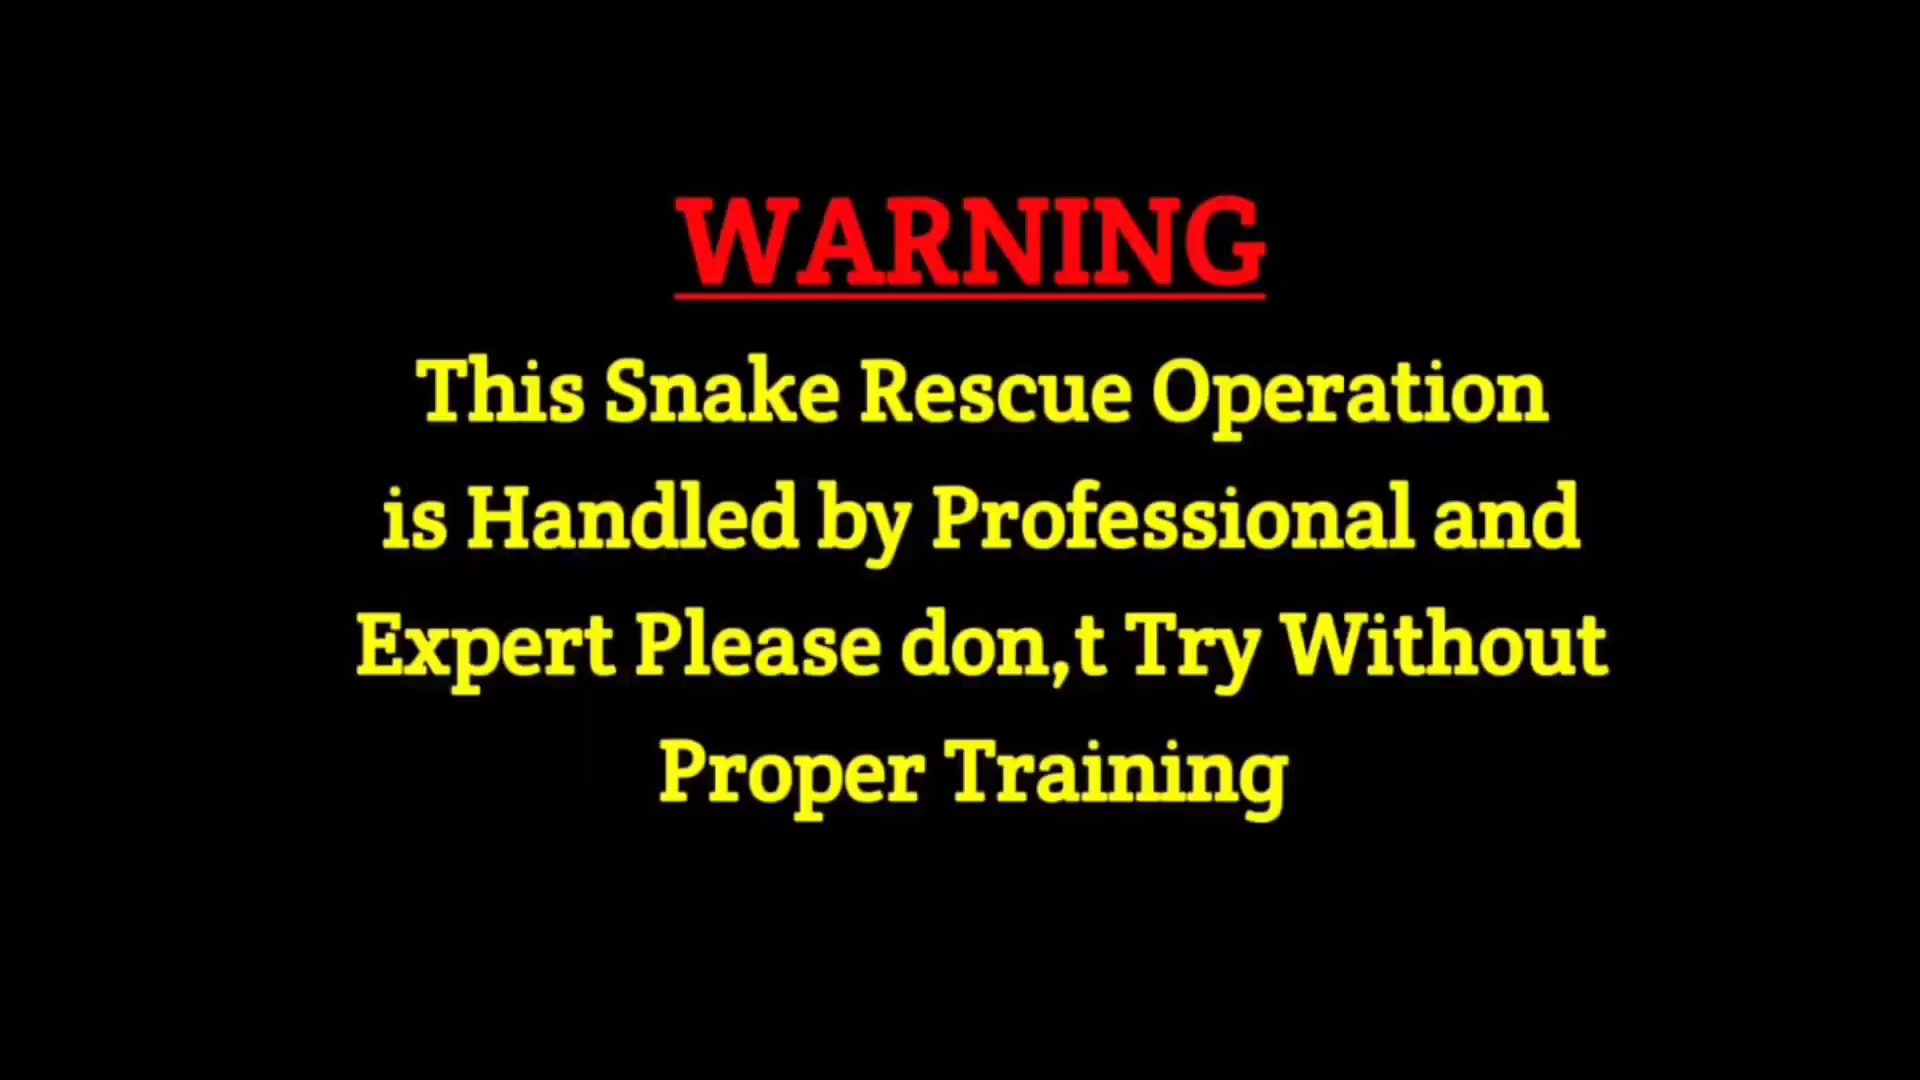 WARNING
This Snake Rescue Operation
is Handled by Professional and
Expert Please don,t Try Without
Proper Training